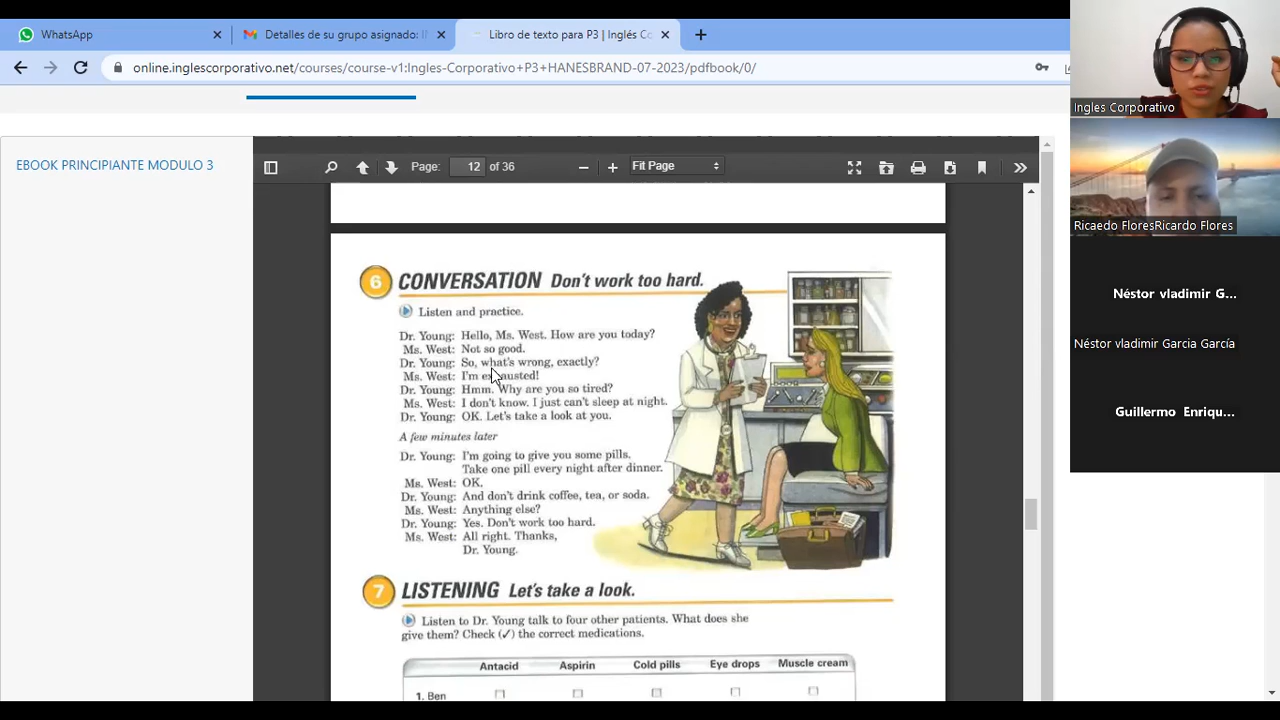 WhatsApp
Detalles de su grupo asignado: I
Libro de texto para P3 | Inglés Co
online.inglescorporativo.net/courses/course-v1:Ingles-Corporativo+P3+HANESBRAND-07-2023/pdfbook/0/
EBOOK PRINCIPIANTE MODULO 3
Page: 12 of 36
Fit Page
6 CONVERSATION Don't work too hard.
Listen and practice.
Dr. Young: Hello, Ms. West. How are you today?
Ms. West: Not so good.
Dr. Young: So, what's wrong, exactly?
Ms. West: I'm exhausted!
Dr. Young: Hmm. Why are you so tired?
Ms. West: I don't know. I just can't sleep at night.
Dr. Young: OK. Let's take a look at you.
A few minutes later
Dr. Young: I'm going to give you some pills.
Take one pill every night after dinner.
Ms. West: OK.
Dr. Young: And don't drink coffee, tea, or soda.
Ms. West: Anything else?
Dr. Young: Yes. Don't work too hard.
Ms. West: All right. Thanks,
Dr. Young.
7 LISTENING Let's take a look.
Listen to Dr. Young talk to four other patients. What does she
give them? Check (✓) the correct medications.
Antacid Aspirin Cold pills Eye drops Muscle cream
1. Ben
Ingles Corporativo
Ricaedo FloresRicardo Flores
Néstor vladimir G...
Néstor vladimir Garcia García
Guillermo Enriqu...